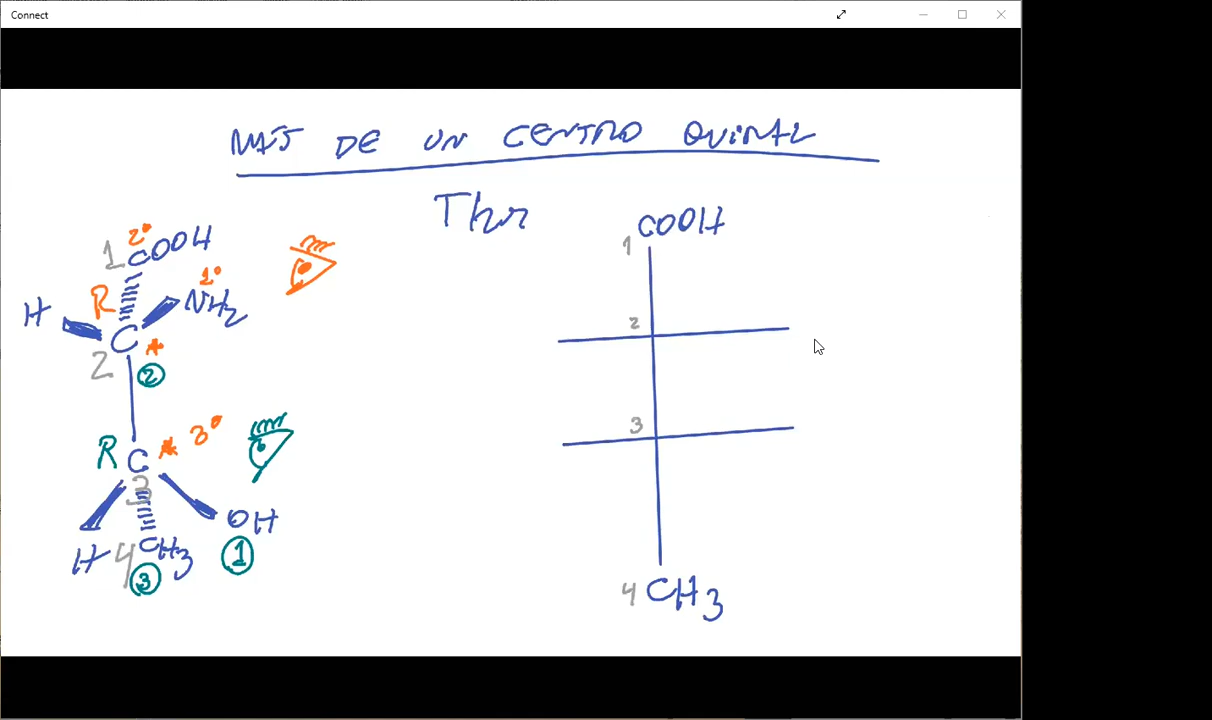 Connect
MAS DE UN CENTRO QUIRAL
Thr
2°
1 COOH
R 1°
H NH2
C *
2 2
R C * 3°
3
H OH
4 CH3 1
3
COOH
1
2
3
4 CH3